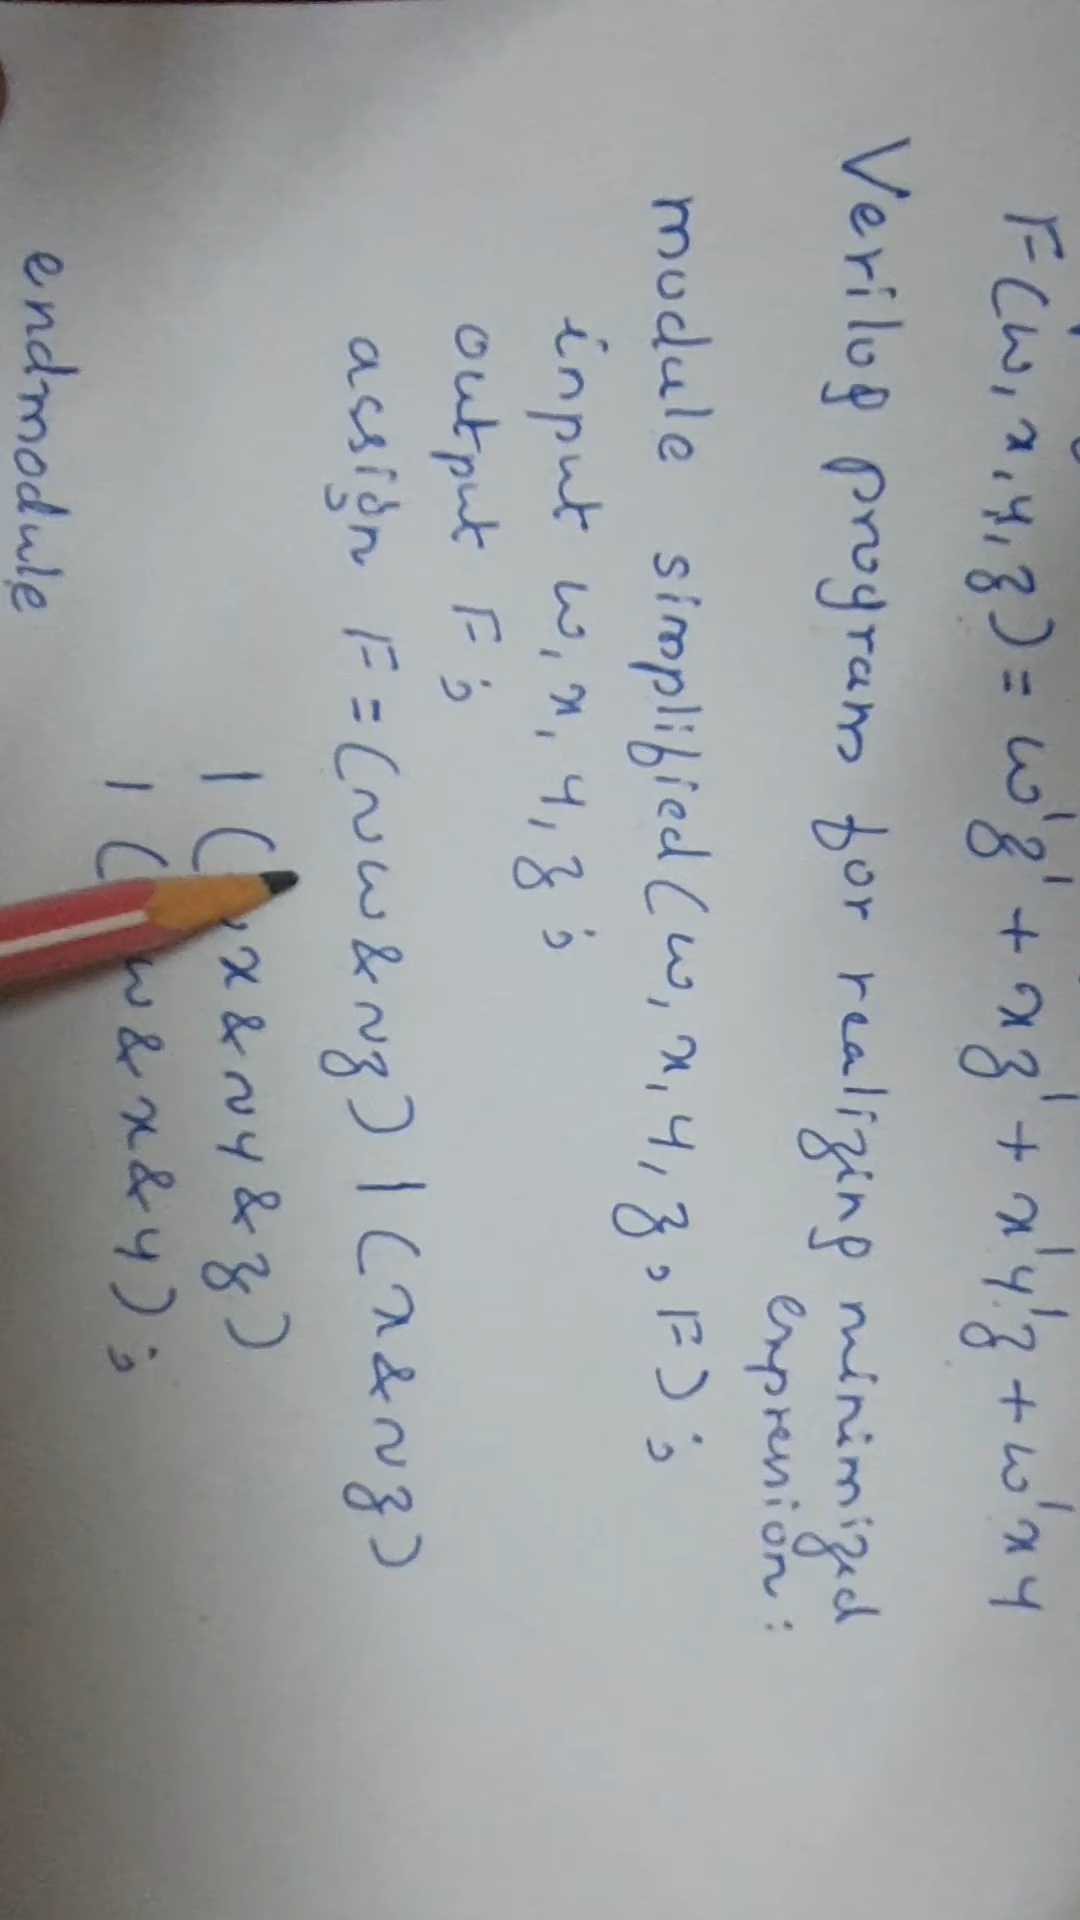 F(w,x,y,z) = w'z' + xz' + x'y'z + w'xy
Verilog program for realizing minimized
expression:
module simplified(w,x,y,z,F);
input w,x,y,z;
output F;
assign F=(~w&~z) | (x&~z)
| ( x&~y&z)
| ( w&x&y);
endmodule